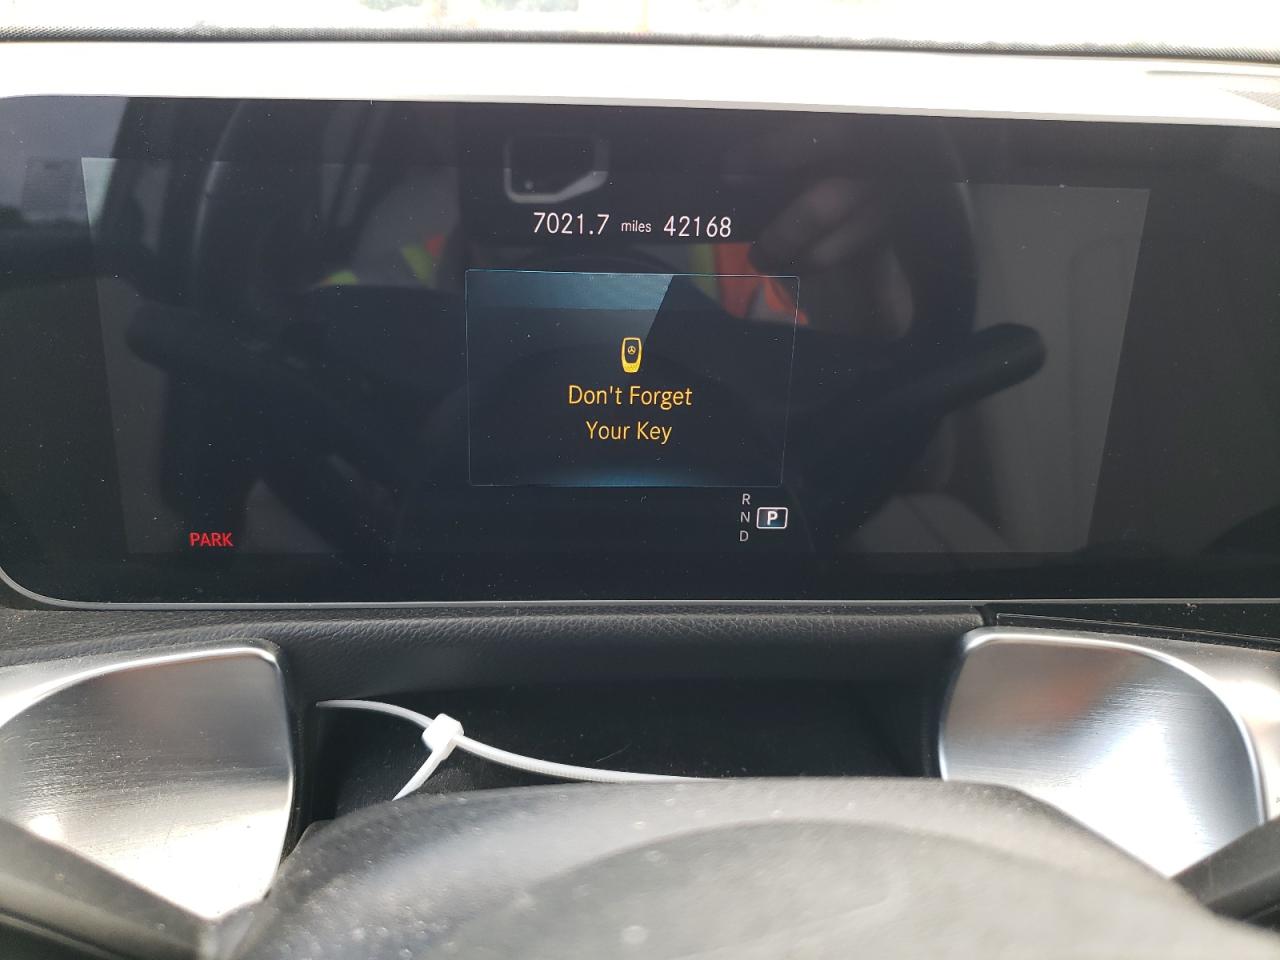 7021.7 miles 42168
Don't Forget
Your Key
R
N P
D
PARK